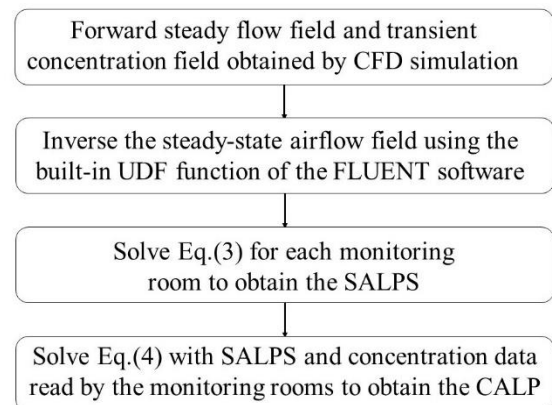 Forward steady flow field and transient
concentration field obtained by CFD simulation
Inverse the steady-state airflow field using the
built-in UDF function of the FLUENT software
Solve Eq.(3) for each monitoring
room to obtain the SALPS
Solve Eq.(4) with SALPS and concentration data
read by the monitoring rooms to obtain the CALP